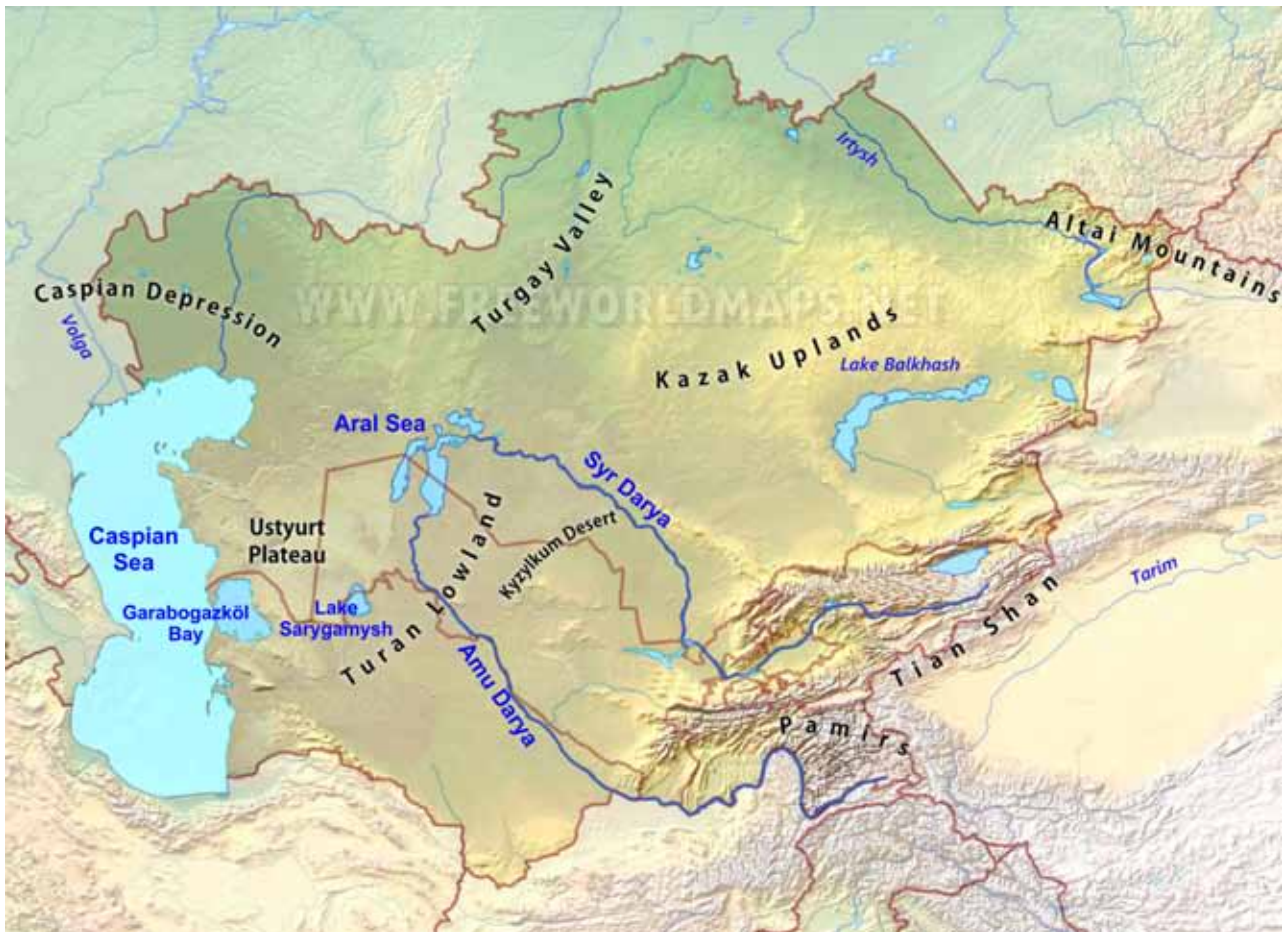 Irtysh
Altai Mountains
Turgay Valley
Caspian Depression
WWW.FREEWORLDMAPS.NET
Volga
Kazak Uplands
Lake Balkhash
Aral Sea
Syr Darya
Ustyurt
Plateau
Kyzylkum Desert
Caspian
Sea
Tarim
Garabogazköl
Bay
Lake
Sarygamysh
Turan Lowland
Tian Shan
Amu Darya
Pamirs